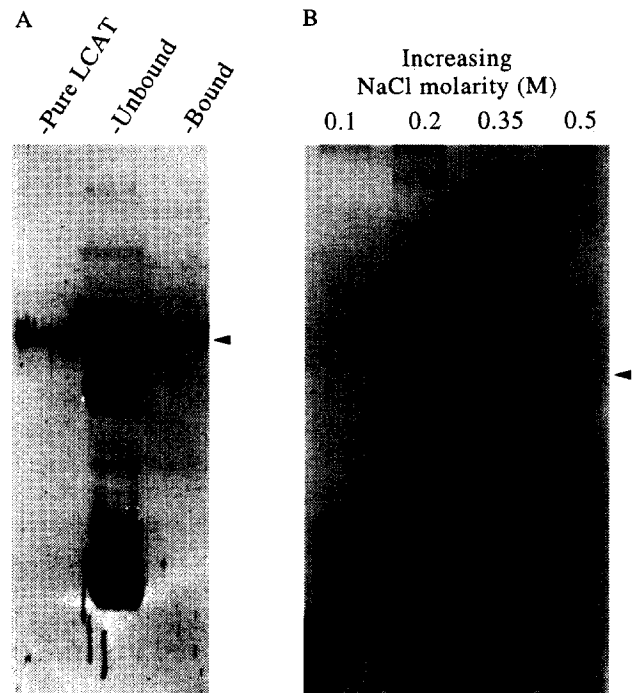 A
-Pure LCAT
-Unbound
-Bound
B
Increasing
NaCl molarity (M)
0.1 0.2 0.35 0.5